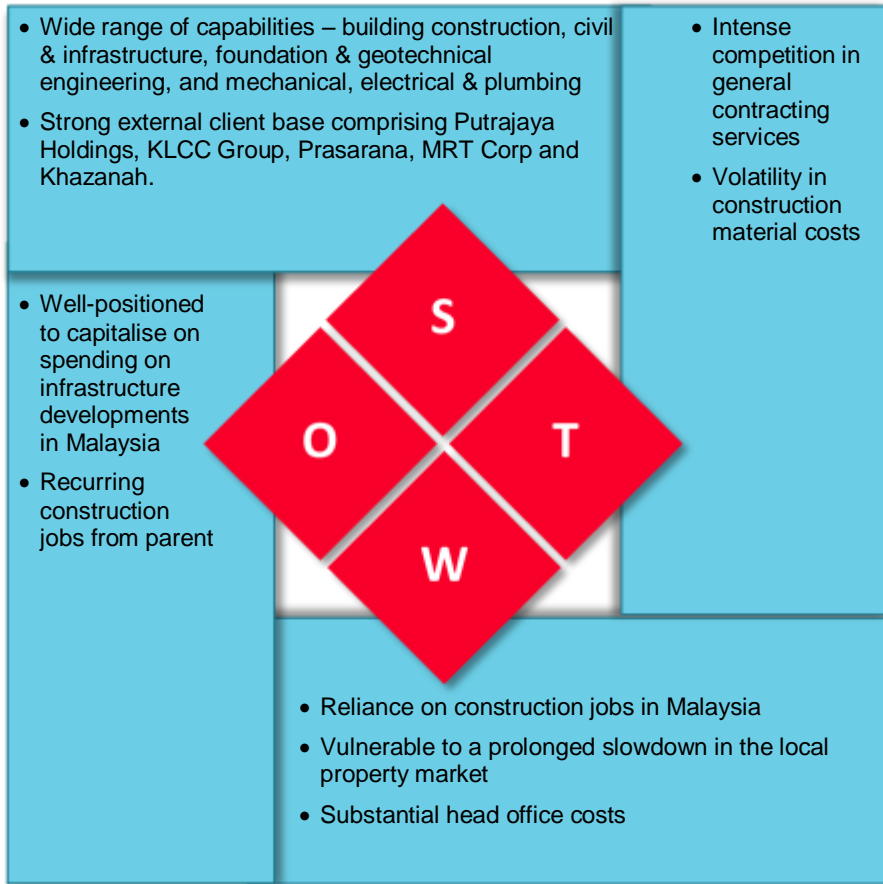 • Wide range of capabilities – building construction, civil
& infrastructure, foundation & geotechnical
engineering, and mechanical, electrical & plumbing
• Strong external client base comprising Putrajaya
Holdings, KLCC Group, Prasarana, MRT Corp and
Khazanah.
• Intense
competition in
general
contracting
services
• Volatility in
construction
material costs
• Well-positioned
to capitalise on
spending on
infrastructure
developments
in Malaysia
• Recurring
construction
jobs from parent
S
O
T
W
• Reliance on construction jobs in Malaysia
• Vulnerable to a prolonged slowdown in the local
property market
• Substantial head office costs